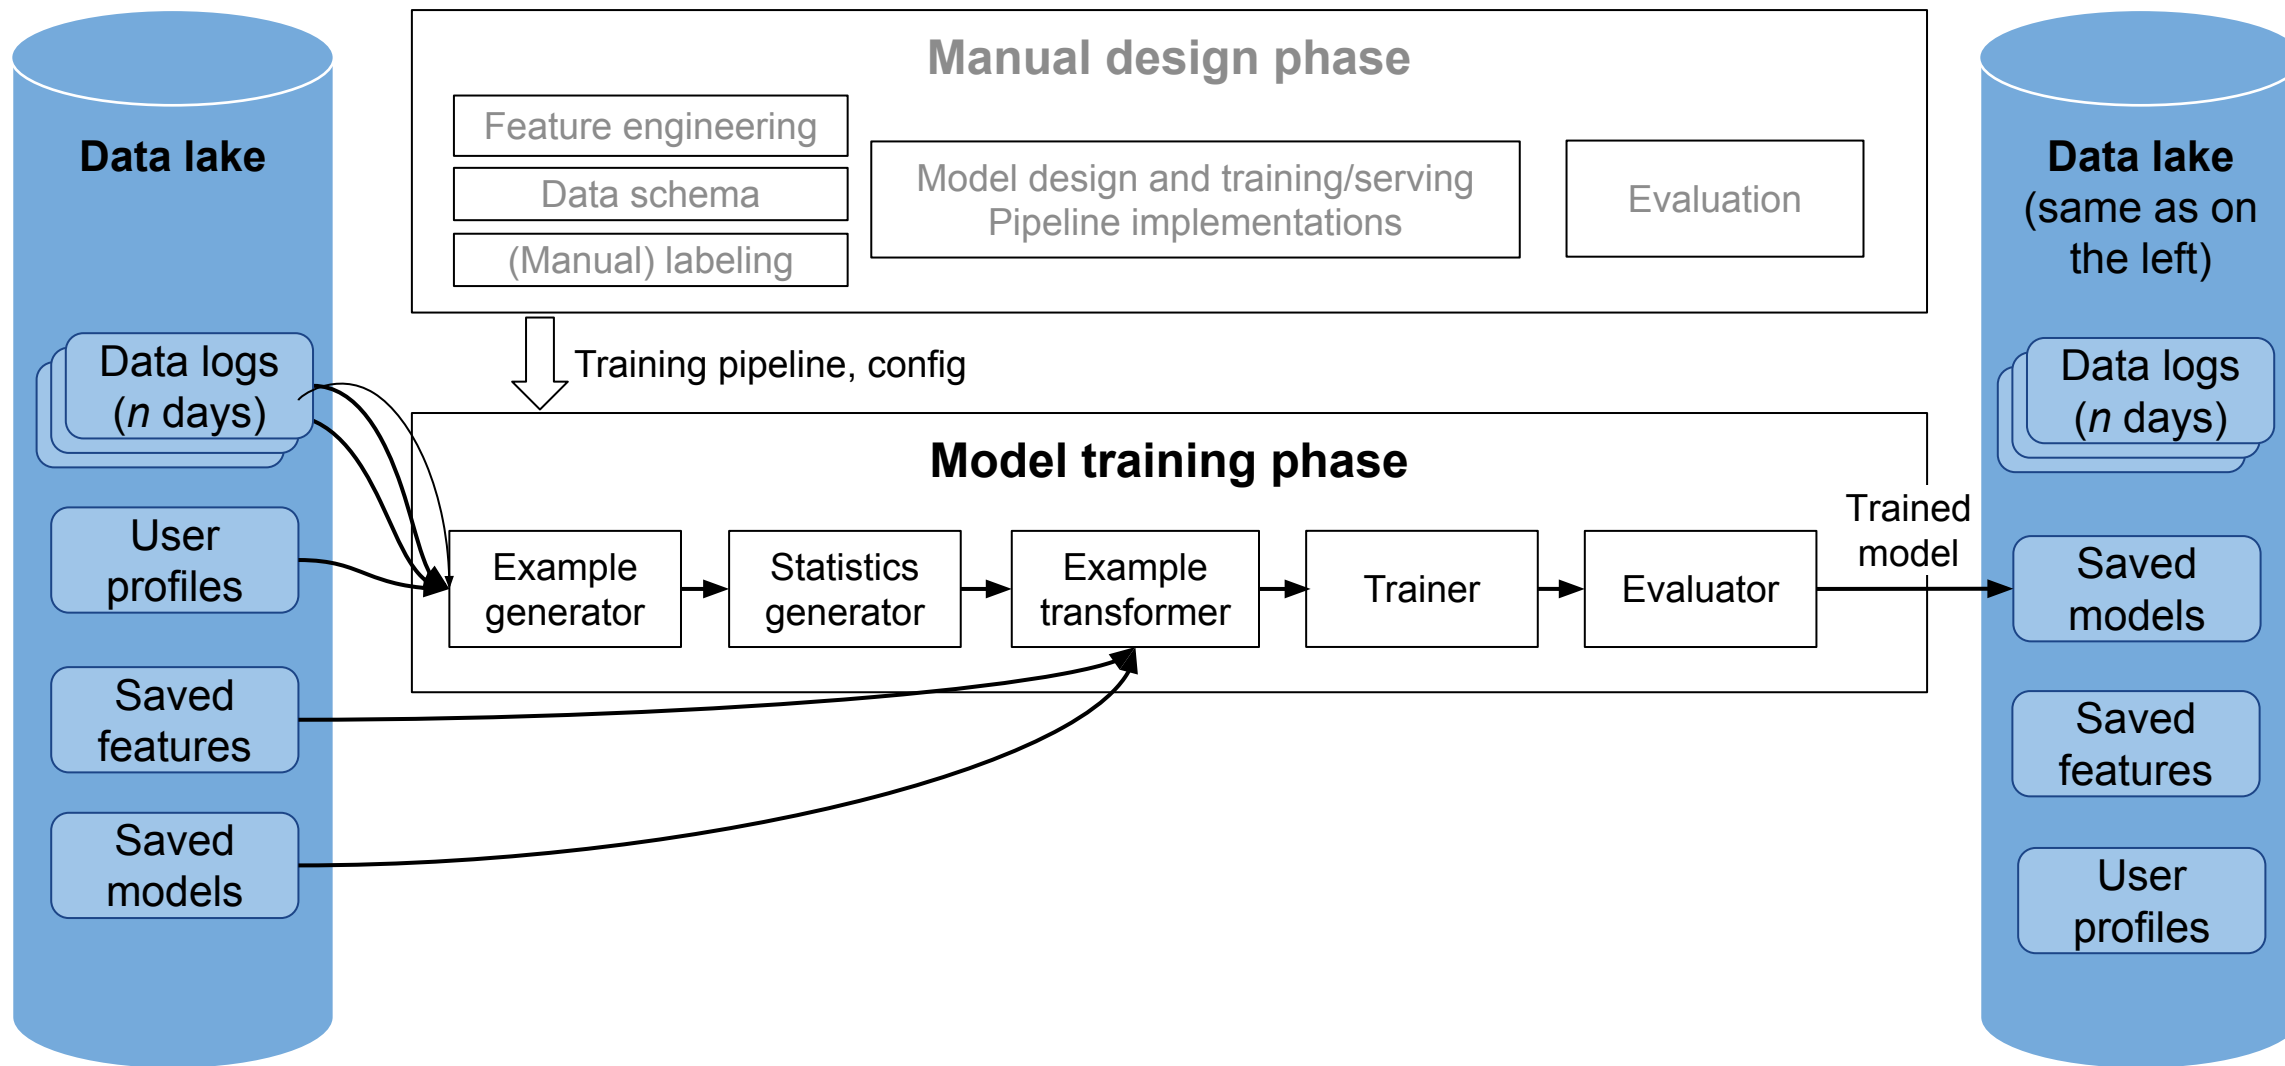 Data lake
Data logs
(n days)
User
profiles
Saved
features
Saved
models
Manual design phase
Feature engineering
Data schema
(Manual) labeling
Model design and training/serving
Pipeline implementations
Evaluation
Training pipeline, config
Model training phase
Example
generator
Statistics
generator
Example
transformer
Trainer
Evaluator
Trained
model
Data lake
(same as on
the left)
Data logs
(n days)
Saved
models
Saved
features
User
profiles